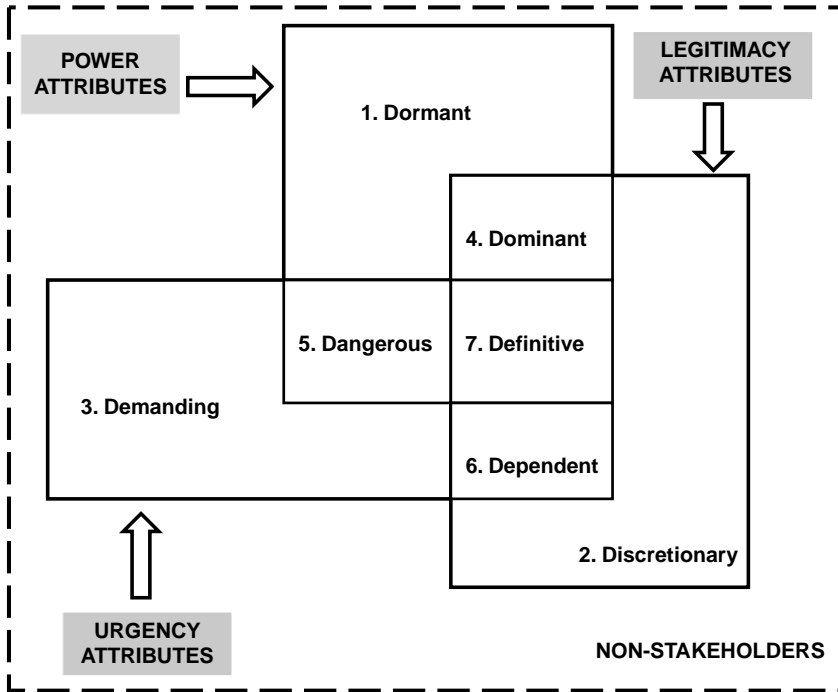 POWER
ATTRIBUTES
LEGITIMACY
ATTRIBUTES
1. Dormant
4. Dominant
5. Dangerous
7. Definitive
3. Demanding
6. Dependent
2. Discretionary
URGENCY
ATTRIBUTES
NON-STAKEHOLDERS